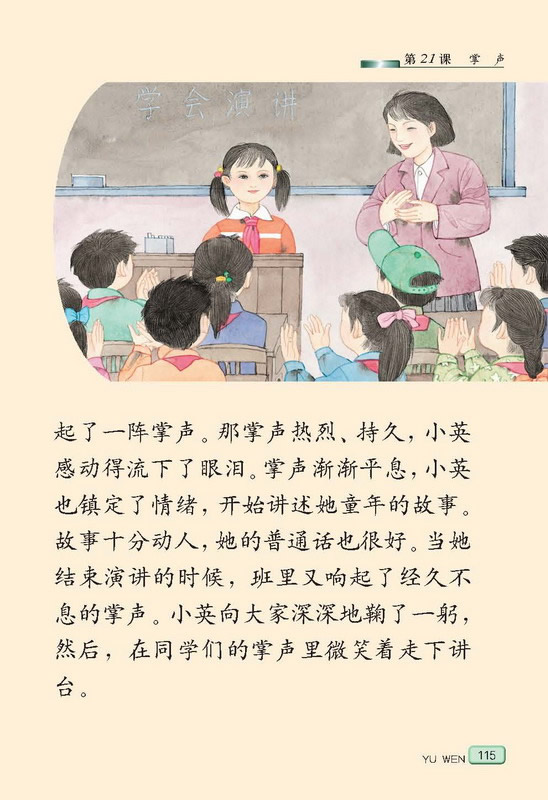 第21课 掌声
学会演讲
起了一阵掌声。那掌声热烈、持久，小英
感动得流下了眼泪。掌声渐渐平息，小英
也镇定了情绪，开始讲述她童年的故事。
故事十分动人，她的普通话也很好。当她
结束演讲的时候，班里又响起了经久不
息的掌声。小英向大家深深地鞠了一躬，
然后，在同学们的掌声里微笑着走下讲
台。
YU WEN 115